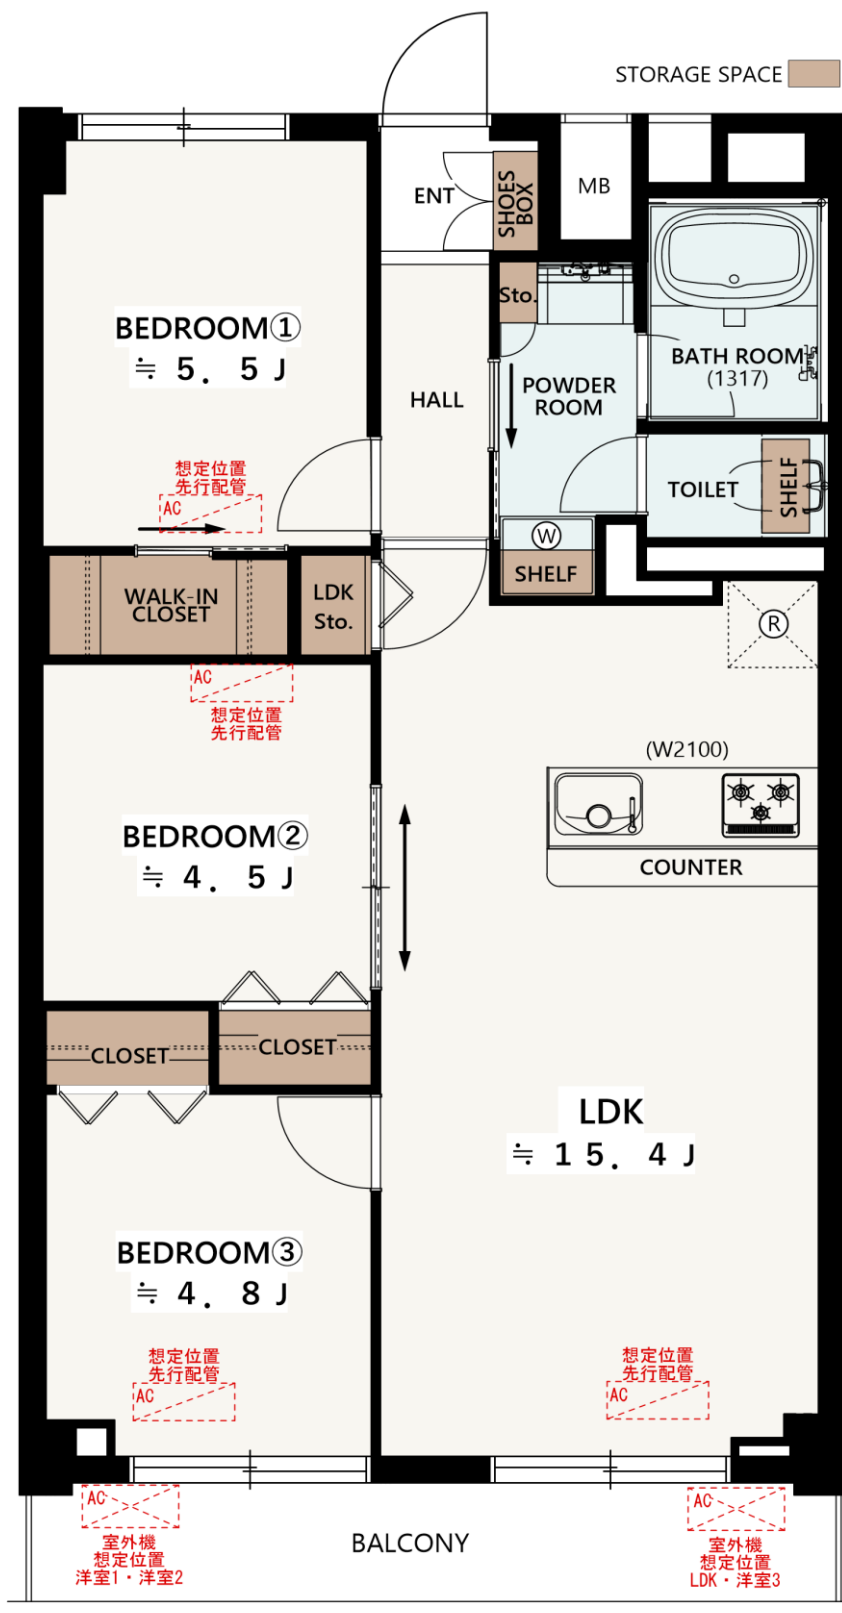 STORAGE SPACE
ENT
SHOES
BOX
MB
BEDROOM①
≒ 5. 5 J
Sto.
HALL
POWDER
ROOM
BATH ROOM
(1317)
想定位置
先行配管
AC
TOILET
SHELF
W
SHELF
WALK-IN
CLOSET
LDK
Sto.
R
AC
想定位置
先行配管
(W2100)
BEDROOM②
≒ 4. 5 J
COUNTER
CLOSET
CLOSET
LDK
≒ 15. 4 J
BEDROOM③
≒ 4. 8 J
想定位置
先行配管
AC
想定位置
先行配管
AC
AC
室外機
想定位置
洋室1・洋室2
BALCONY
AC
室外機
想定位置
LDK・洋室3